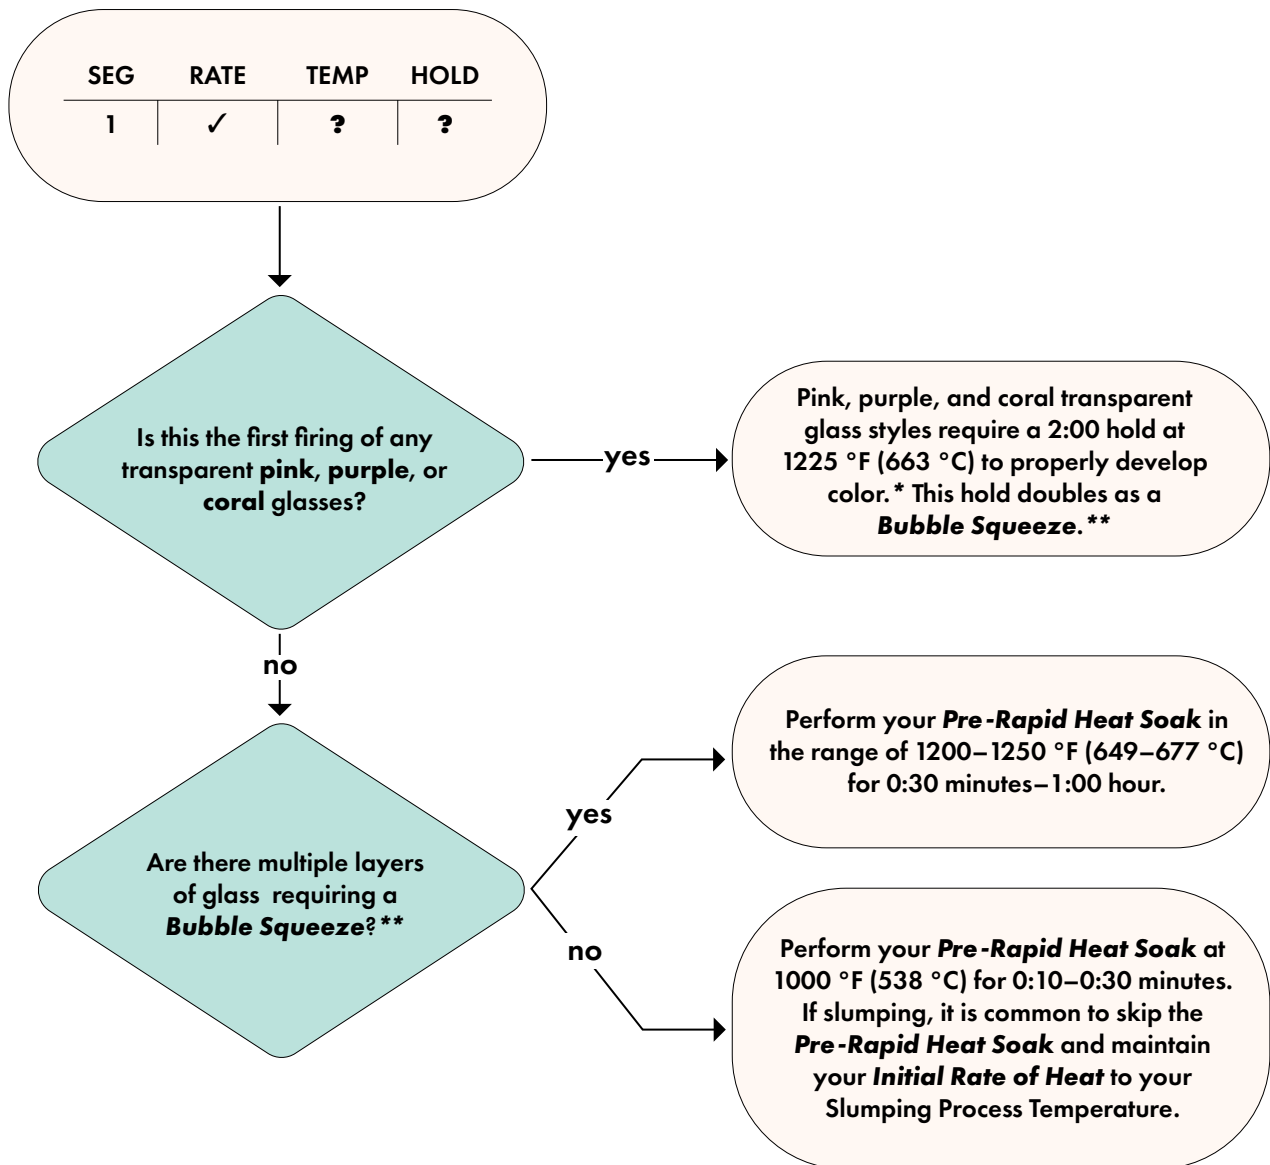 SEG RATE TEMP HOLD
1 ✓ ? ?
Is this the first firing of any
transparent pink, purple, or
coral glasses?
yes
Pink, purple, and coral transparent
glass styles require a 2:00 hold at
1225 °F (663 °C) to properly develop
color.* This hold doubles as a
Bubble Squeeze.**
no
Are there multiple layers
of glass requiring a
Bubble Squeeze?**
yes
Perform your Pre-Rapid Heat Soak in
the range of 1200–1250 °F (649–677 °C)
for 0:30 minutes–1:00 hour.
no
Perform your Pre-Rapid Heat Soak at
1000 °F (538 °C) for 0:10–0:30 minutes.
If slumping, it is common to skip the
Pre-Rapid Heat Soak and maintain
your Initial Rate of Heat to your
Slumping Process Temperature.